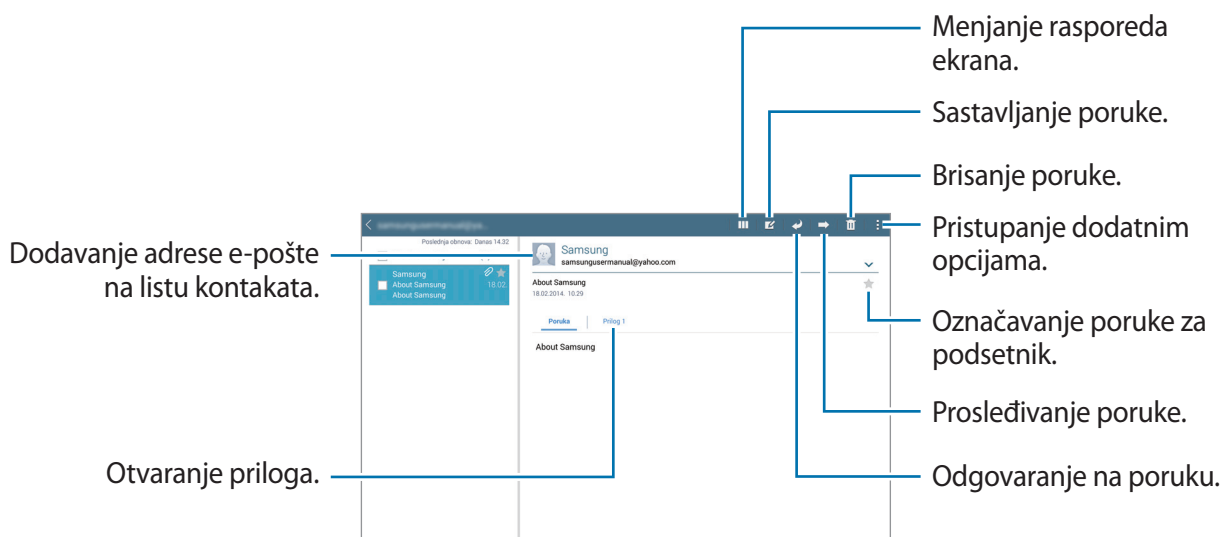 Menjanje rasporeda
ekrana.
Sastavljanje poruke.
Brisanje poruke.
Pristupanje dodatnim
opcijama.
Označavanje poruke za
podsetnik.
Prosleđivanje poruke.
Odgovaranje na poruku.
Dodavanje adrese e-pošte
na listu kontakata.
Otvaranje priloga.
Poslednja obnova: Danas 14.32
Samsung
About Samsung 18.02
About Samsung
Samsung
samsungusermanual@yahoo.com
About Samsung
18.02.2014. 10.29
Poruka Prilog 1
About Samsung